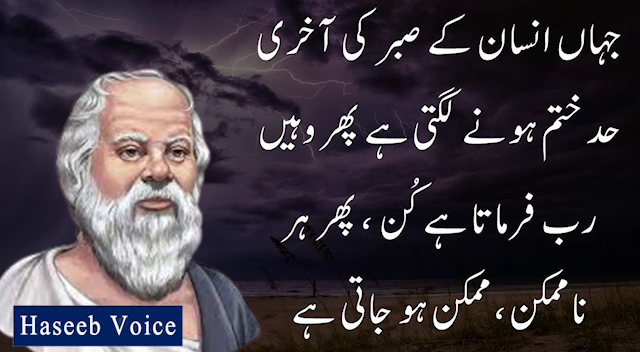 جہاں انسان کے صبر کی آخری
حد ختم ہونے لگتی ہے پھر وہیں
رب فرماتا ہے کُن ، پھر ہر
ناممکن ، ممکن ہو جاتی ہے
Haseeb Voice